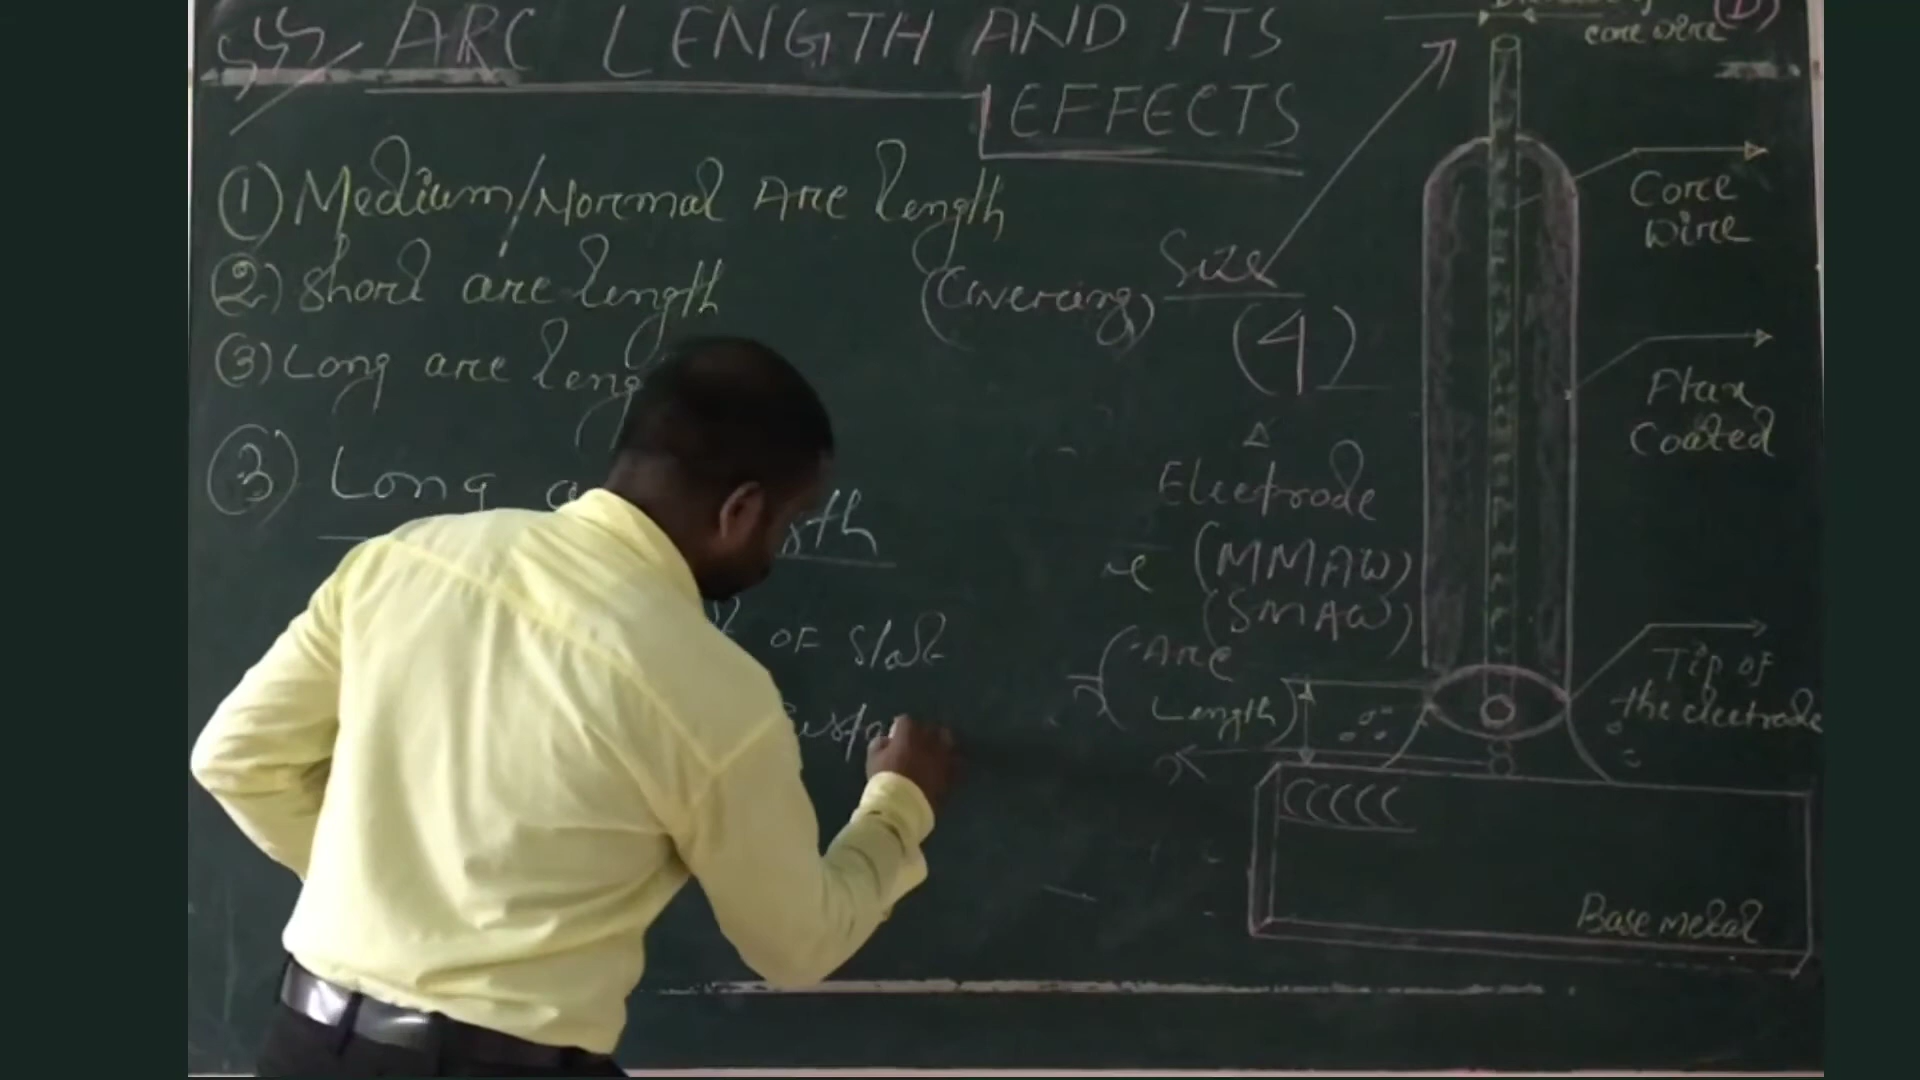 ARC LENGTH AND ITS
EFFECTS
(1) Medium/Normal Arc length
(2) Short arc length
(3) Long arc leng
(3) Long a gth
OF slat
core wire (D)
Core
wire
Size
(Covering)
(4)
Flux
Coated
Electrode
(MMAW)
(SMAW)
(Arc
Length)
Tip of
the electrode
Base metal